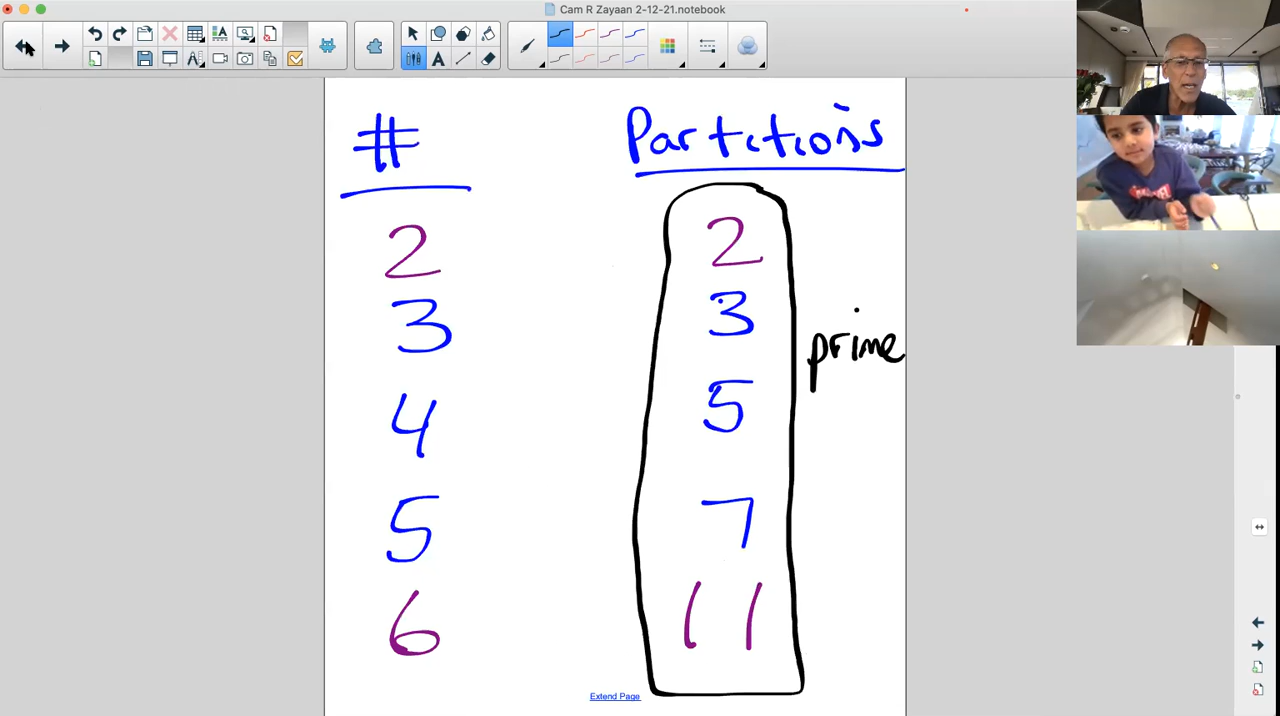 Cam R Zayaan 2-12-21.notebook
# Partitions
2 2
3 3
prime
4 5
5 7
6 11
Extend Page